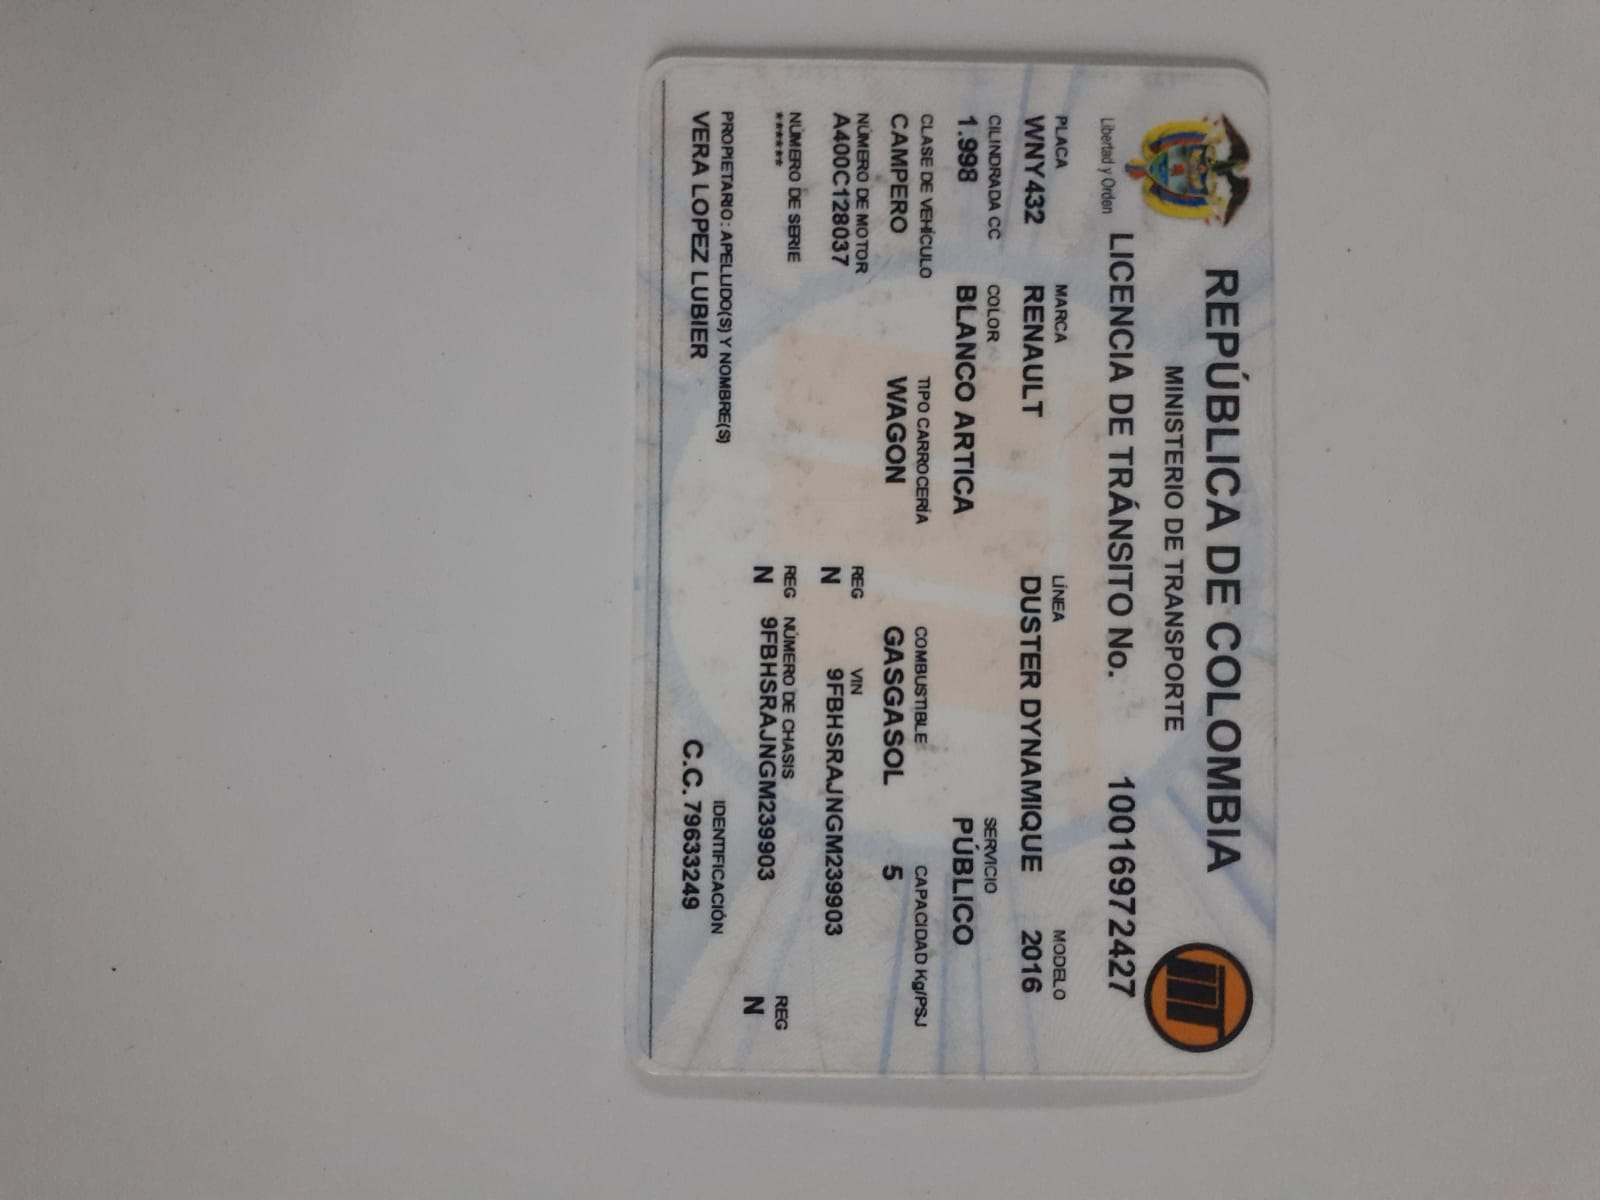 REPÚBLICA DE COLOMBIA
MINISTERIO DE TRANSPORTE
Libertad y Orden
LICENCIA DE TRÁNSITO No. 10016972427
PLACA MARCA LÍNEA MODELO
WNY432 RENAULT DUSTER DYNAMIQUE 2016
CILINDRADA CC COLOR SERVICIO
1.998 BLANCO ARTICA PÚBLICO
CLASE DE VEHÍCULO TIPO CARROCERÍA COMBUSTIBLE CAPACIDAD Kg/PSJ
CAMPERO WAGON GASGASOL 5
NÚMERO DE MOTOR REG VIN
A400C128037 N 9FBHSRAJNGM239903
NÚMERO DE SERIE REG NÚMERO DE CHASIS REG
****** N 9FBHSRAJNGM239903 N
PROPIETARIO: APELLIDO(S) Y NOMBRE(S) IDENTIFICACIÓN
VERA LOPEZ LUBIER C.C. 79633249